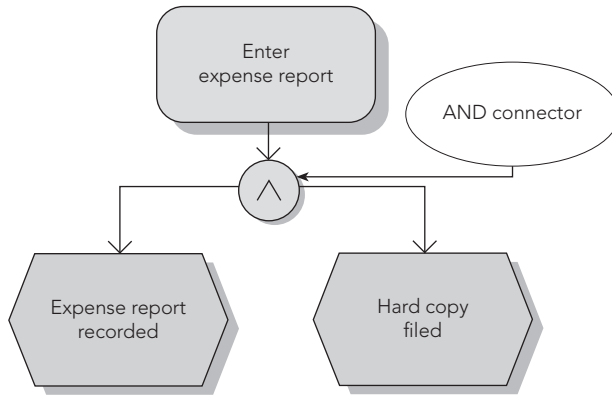 Enter
expense report
AND connector
Expense report
recorded
Hard copy
filed